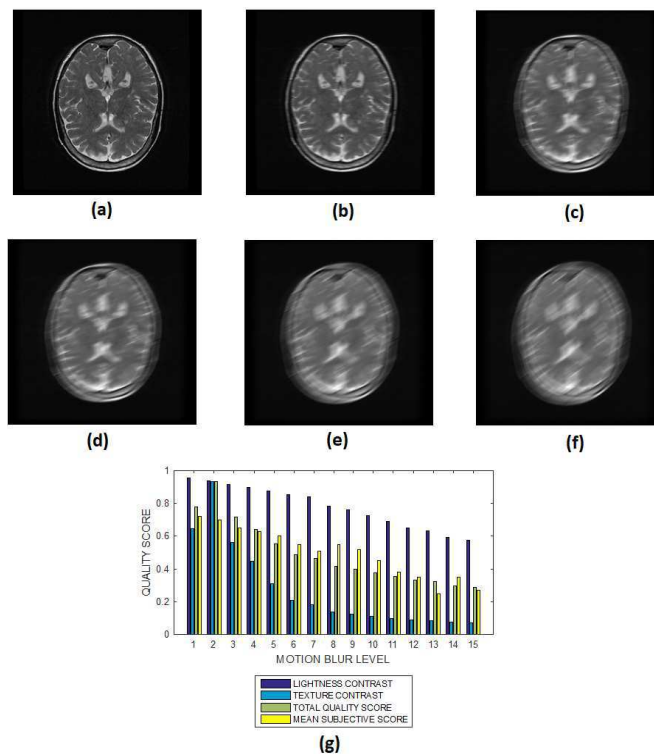 (a)
(b)
(c)
(d)
(e)
(f)
QUALITY SCORE
1
0.8
0.6
0.4
0.2
0
1 2 3 4 5 6 7 8 9 10 11 12 13 14 15
MOTION BLUR LEVEL
LIGHTNESS CONTRAST
TEXTURE CONTRAST
TOTAL QUALITY SCORE
MEAN SUBJECTIVE SCORE
(g)